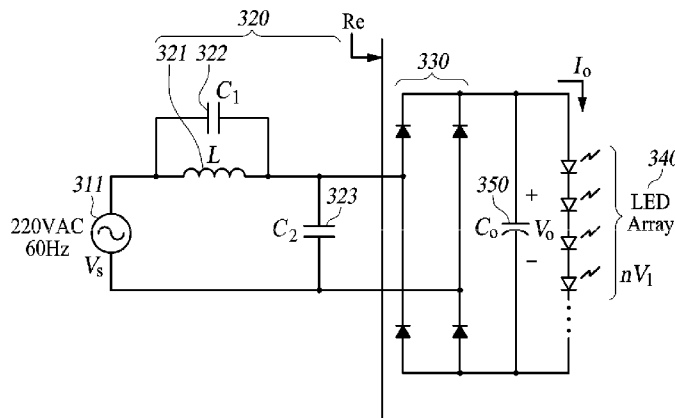 320
Re
321 322
330
C1
Io
L
311
340
220VAC
60Hz
Vs
C2
323
350
Co
+
Vo
−
LED
Array
nVl